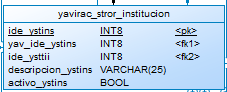 yavirac_stror_institucion
ide_ystins INT8 <pk>
yav_ide_ystins INT8 <fk1>
ide_ysttii INT8 <fk2>
descripcion_ystins VARCHAR(25)
activo_ystins BOOL